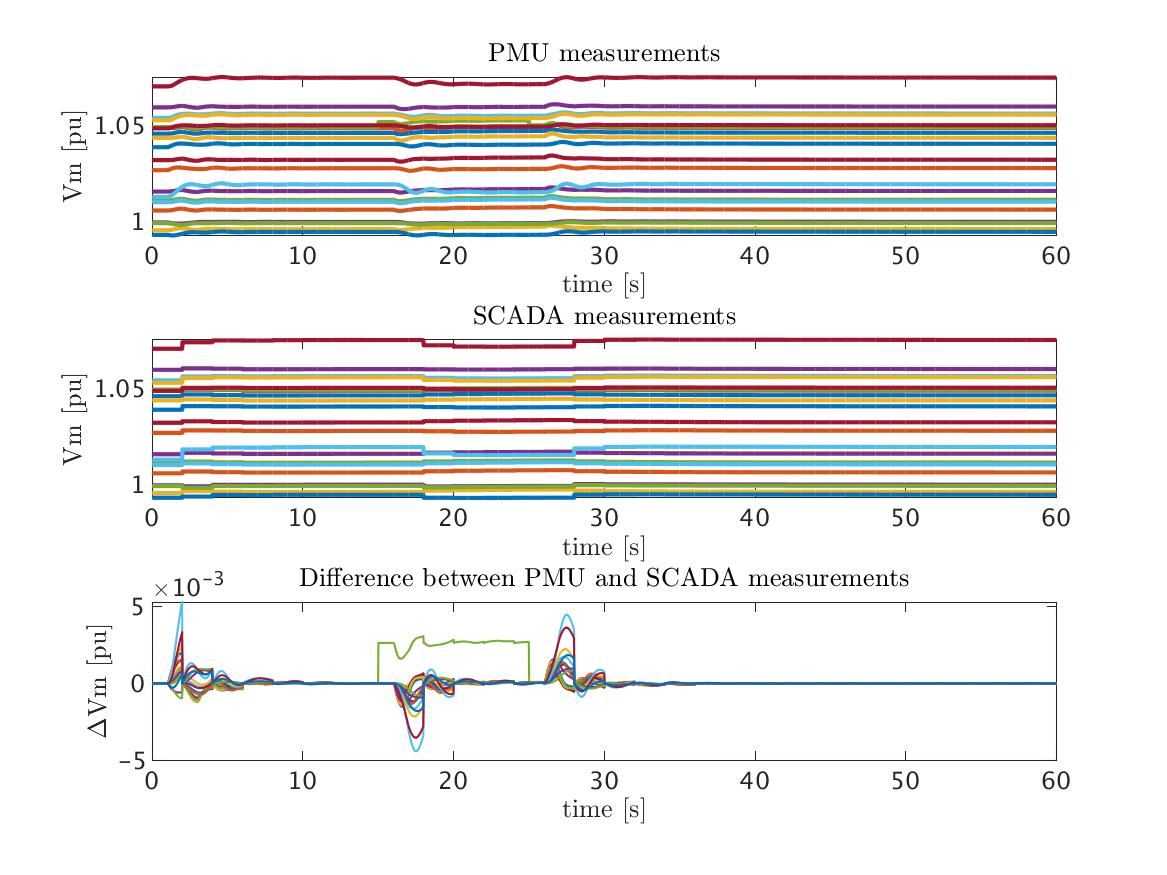 PMU measurements
Vm [pu]
1.05
1
0 10 20 30 40 50 60
time [s]
SCADA measurements
Vm [pu]
1.05
1
0 10 20 30 40 50 60
time [s]
Difference between PMU and SCADA measurements
×10⁻³
ΔVm [pu]
5
0
-5
0 10 20 30 40 50 60
time [s]